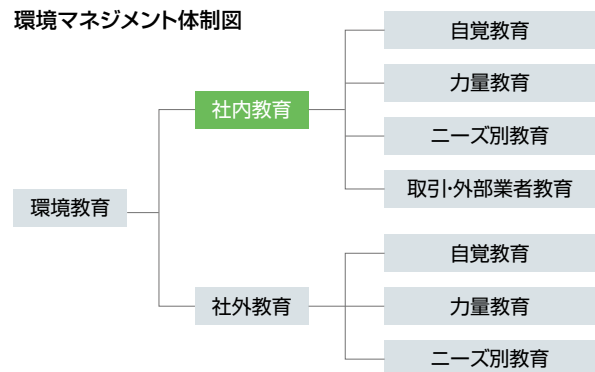 環境マネジメント体制図
環境教育
社内教育
自覚教育
力量教育
ニーズ別教育
取引・外部業者教育
社外教育
自覚教育
力量教育
ニーズ別教育